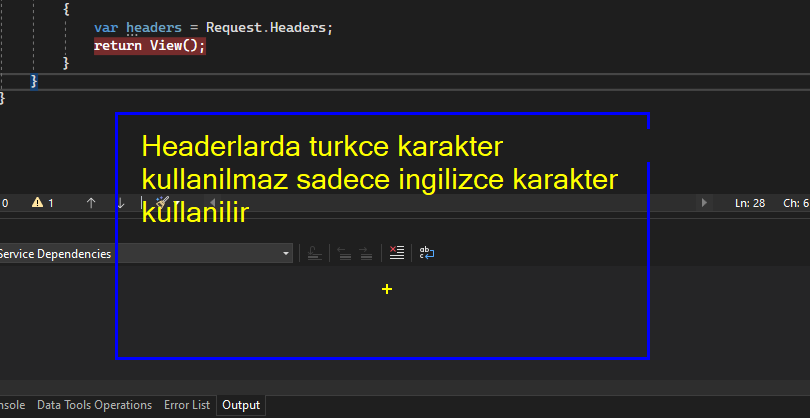 {
var headers = Request.Headers;
return View();
}
}
}
Headerlarda turkce karakter
kullanilmaz sadece ingilizce karakter
kullanilir
0 1 Ln: 28 Ch: 6
Service Dependencies
Data Tools Operations Error List Output